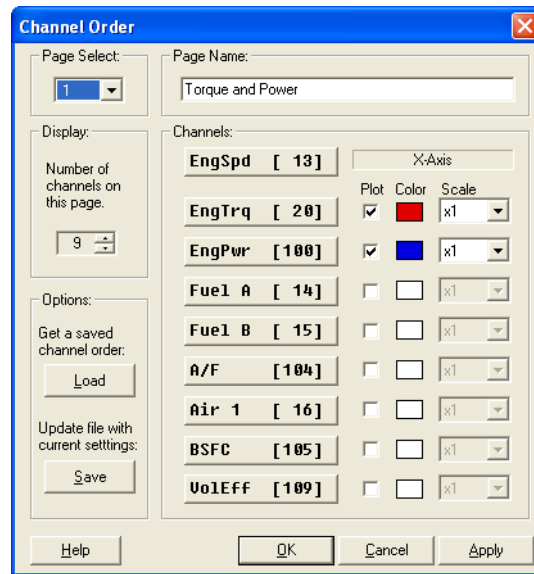 Channel Order
Page Select:
1
Page Name:
Torque and Power
Display:
Number of
channels on
this page.
9
Options:
Get a saved
channel order:
Load
Update file with
current setttings:
Save
Channels:
EngSpd [ 13] X-Axis
Plot Color Scale
EngTrq [ 20] x1
EngPwr [100] x1
Fuel A [ 14] x1
Fuel B [ 15] x1
A/F [104] x1
Air 1 [ 16] x1
BSFC [105] x1
VolEff [109] x1
Help OK Cancel Apply